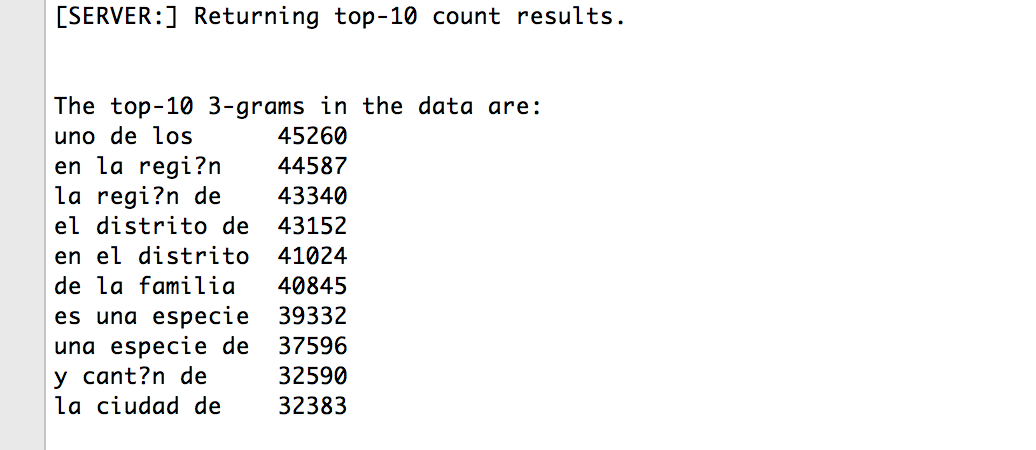 [SERVER:] Returning top-10 count results.
The top-10 3-grams in the data are:
uno de los 45260
en la regi?n 44587
la regi?n de 43340
el distrito de 43152
en el distrito 41024
de la familia 40845
es una especie 39332
una especie de 37596
y cant?n de 32590
la ciudad de 32383